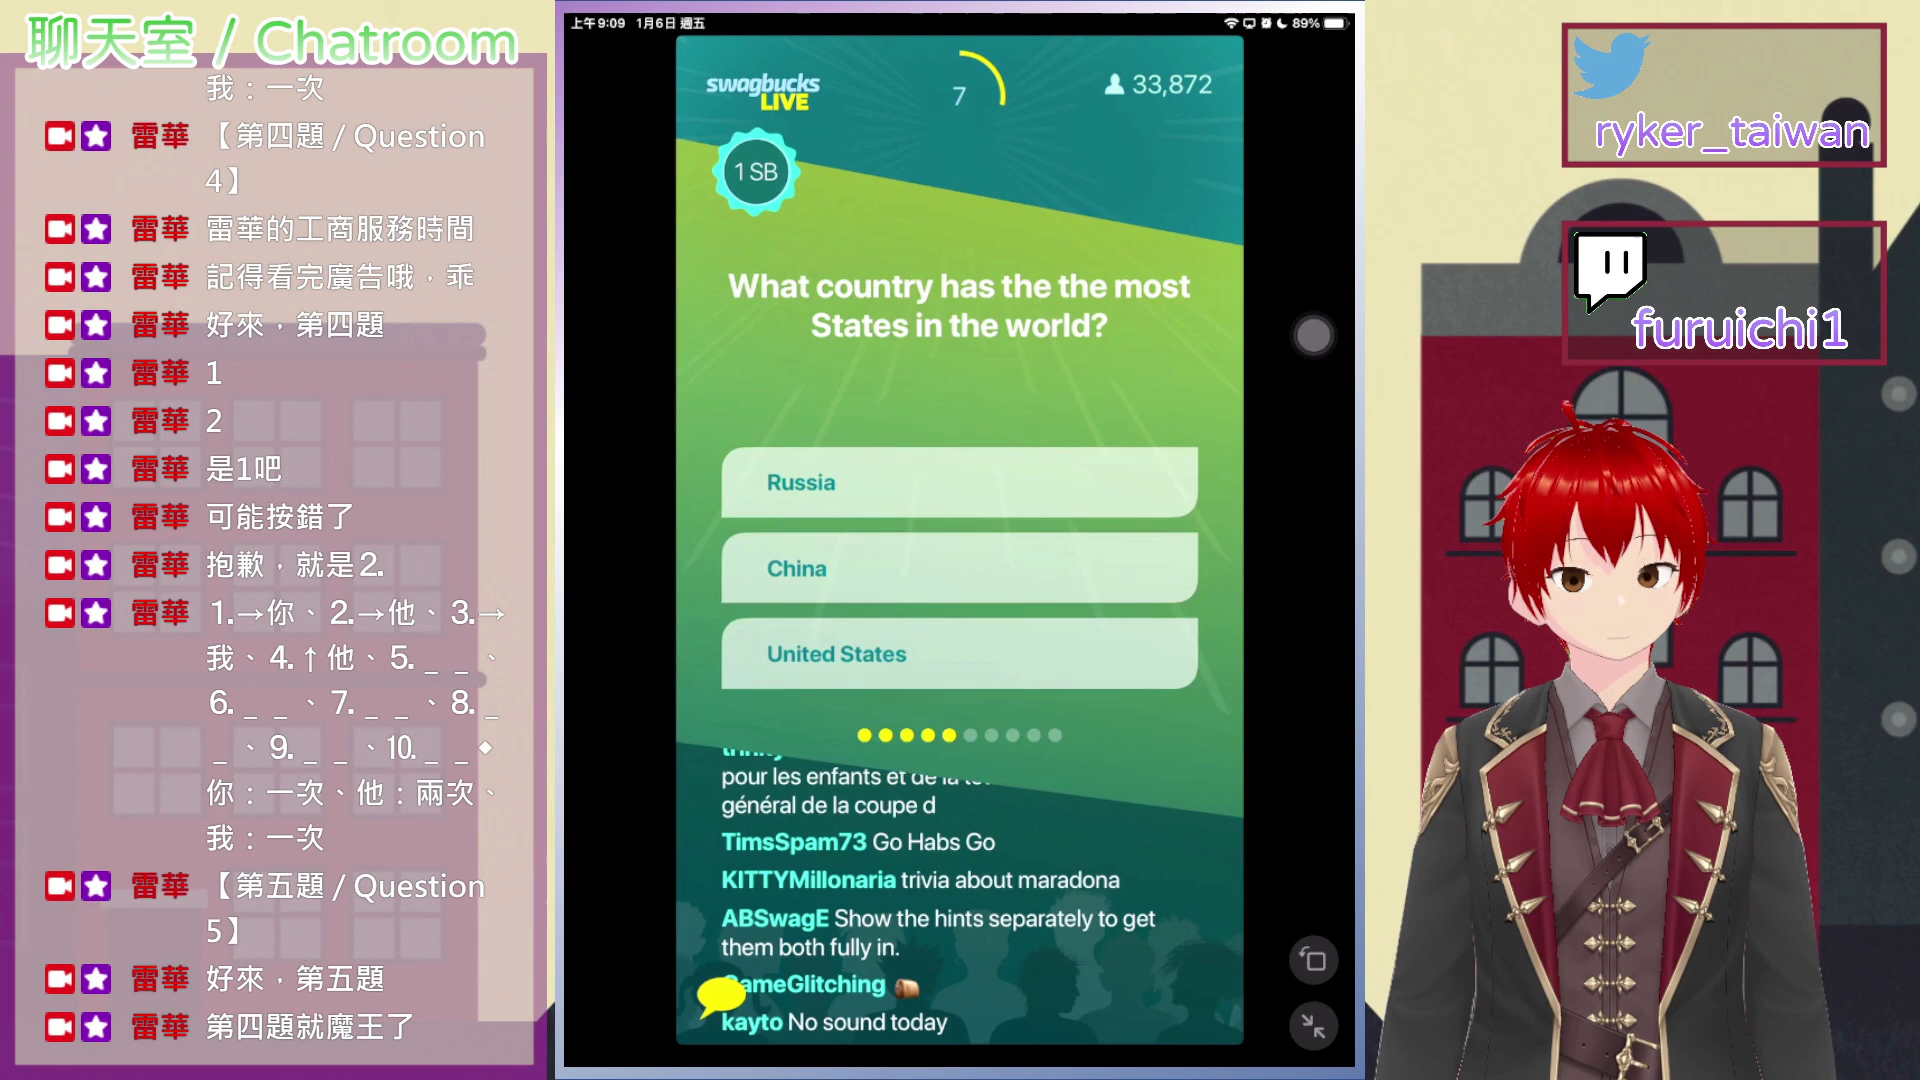 聊天室 / Chatroom
我：一次
雷華 【第四題 / Question
4】
雷華 雷華的工商服務時間
雷華 記得看完廣告哦，乖
雷華 好來，第四題
雷華 1
雷華 2
雷華 是1吧
雷華 可能按錯了
雷華 抱歉，就是2.
雷華 1.→你、2.→他、3.→
我、4.↑他、5._ _、
6._ _、7._ _、8._
_、9._ _、10._ _◆
你：一次、他：兩次、
我：一次
雷華 【第五題 / Question
5】
雷華 好來，第五題
雷華 第四題就魔王了
上午9:09 1月6日 週五
89%
swagbucks
LIVE
7
33,872
1 SB
What country has the the most
States in the world?
Russia
China
United States
pour les enfants et de la
général de la coupe d
TimsSpam73 Go Habs Go
KITTYMillonaria trivia about maradona
ABSwagE Show the hints separately to get
them both fully in.
GameGlitching
kayto No sound today
ryker_taiwan
furuichi1